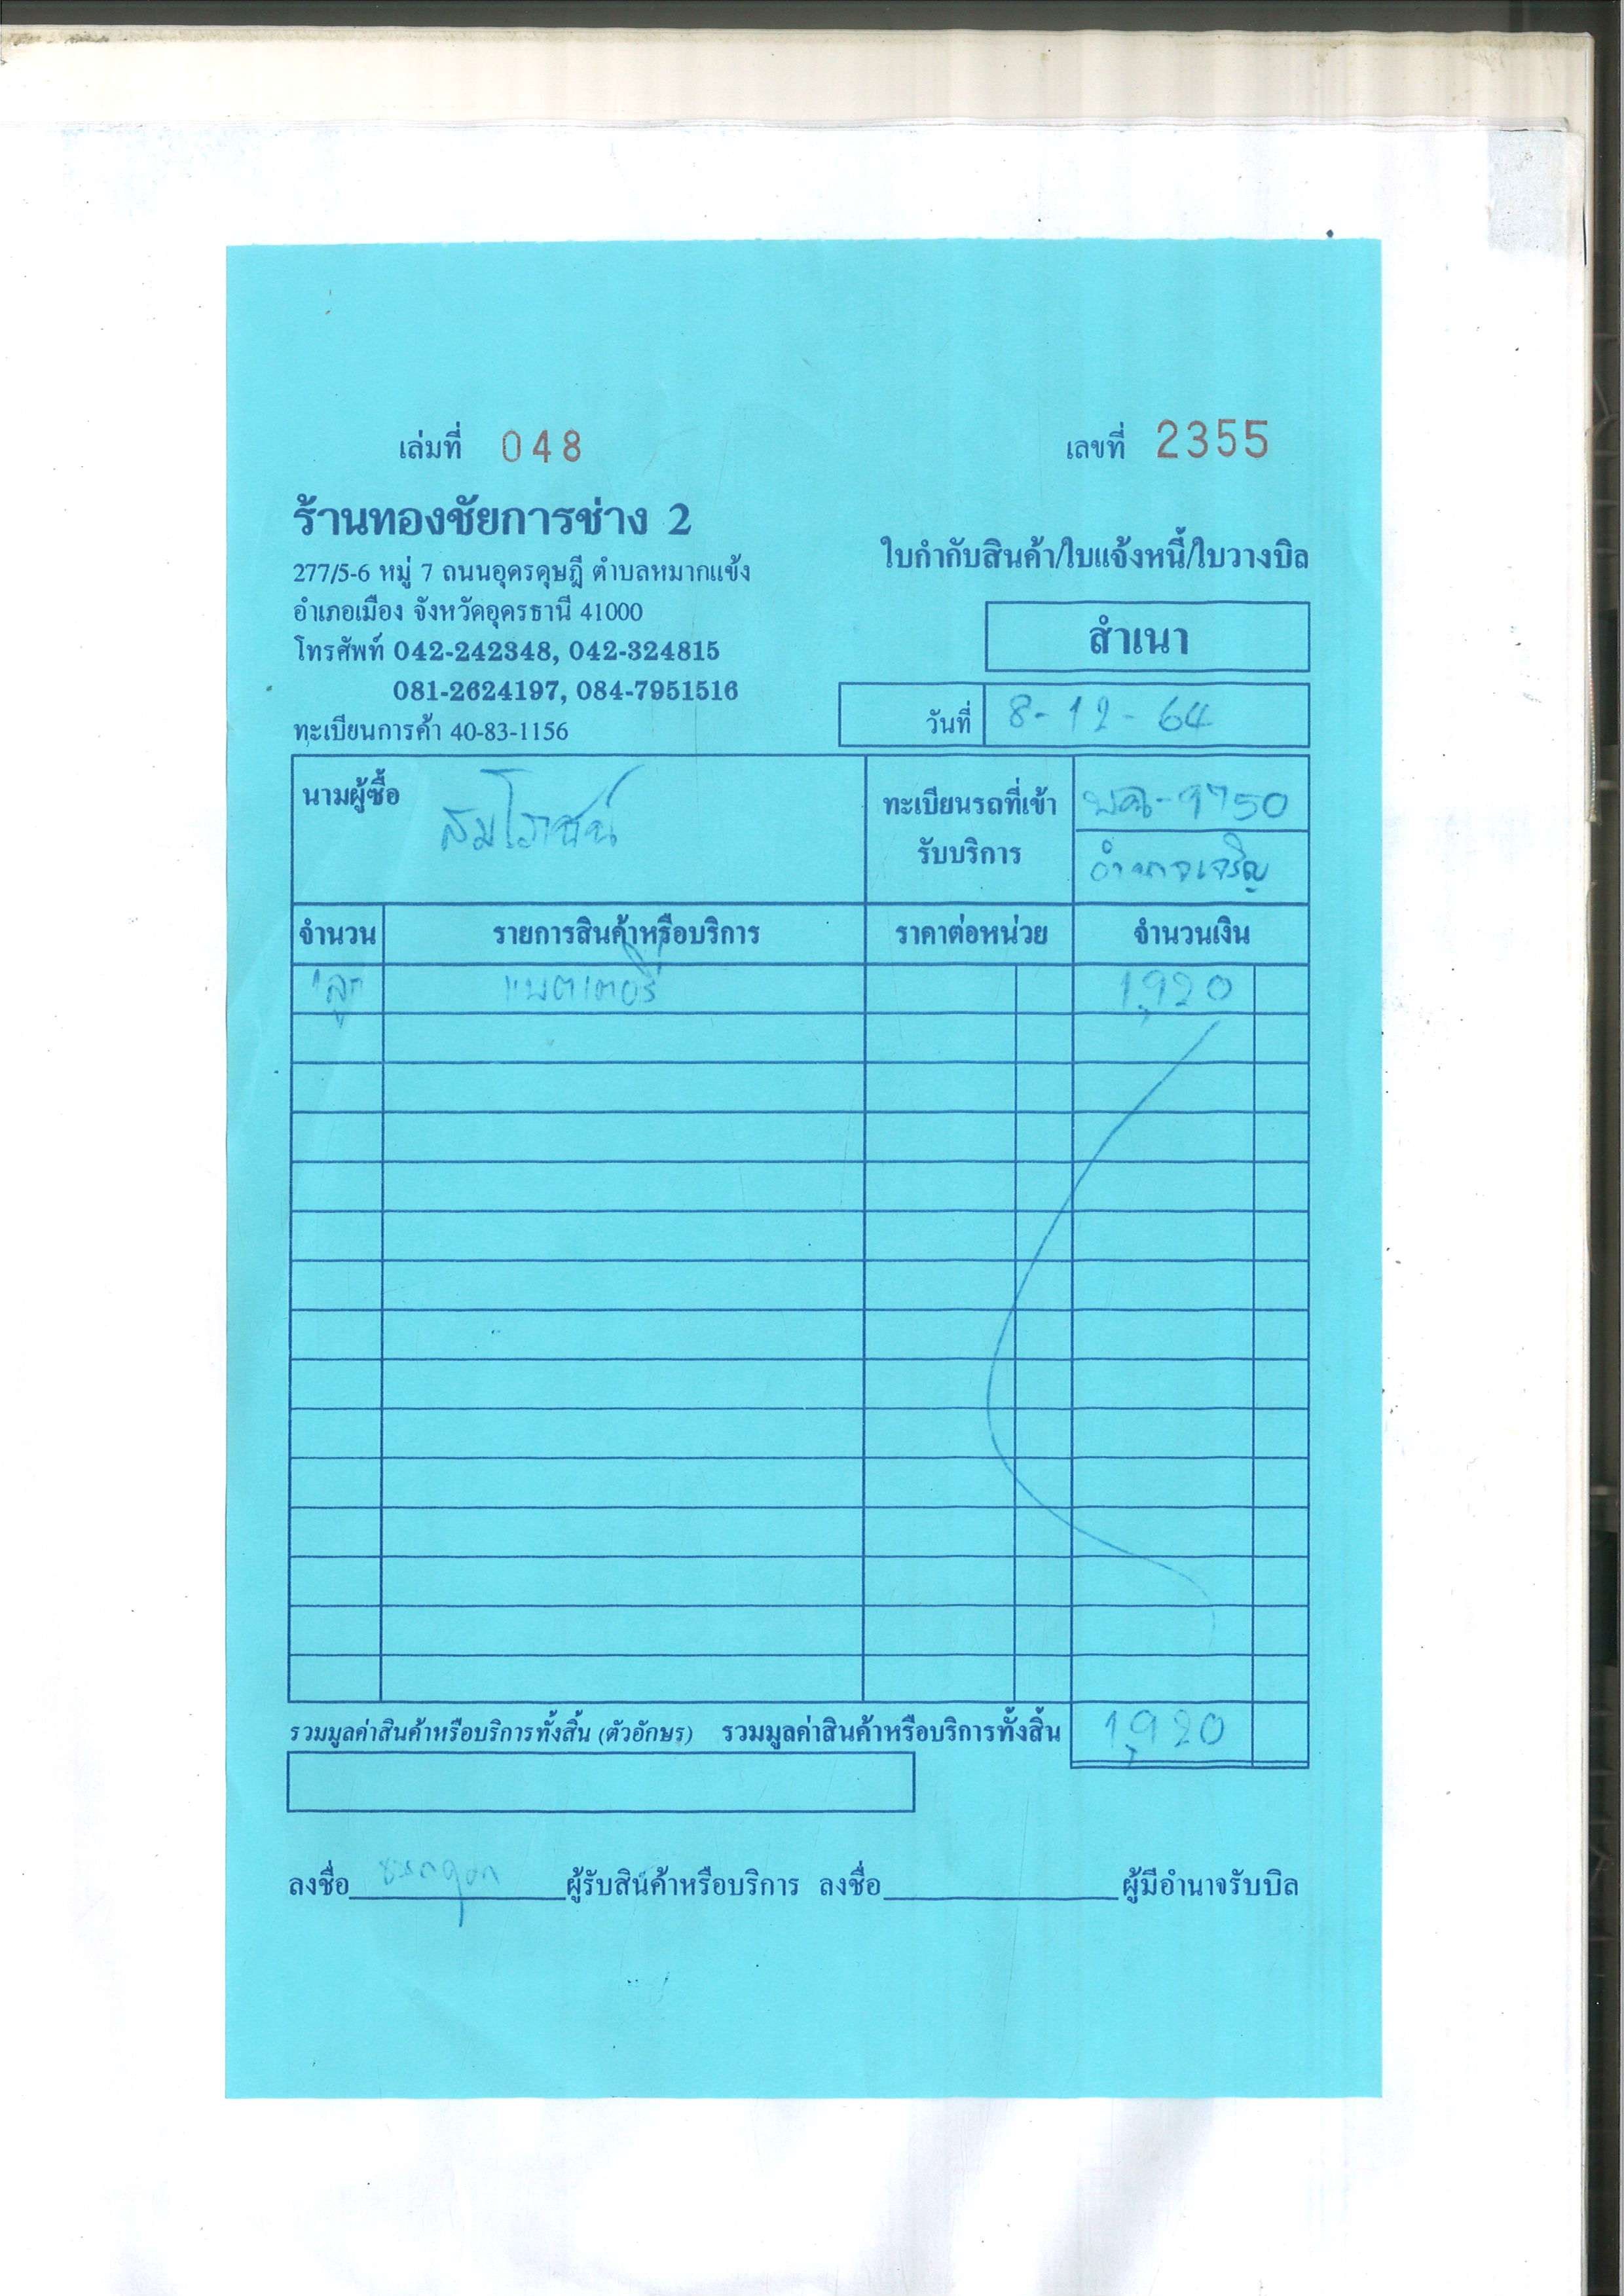 เล่มที่ 048 เลขที่ 2355
ร้านทองชัยการช่าง 2
277/5-6 หมู่ 7 ถนนอุดรดุษฎี ตำบลหมากแข้ง
อำเภอเมือง จังหวัดอุดรธานี 41000
โทรศัพท์ 042-242348, 042-324815
081-2624197, 084-7951516
ทะเบียนการค้า 40-83-1156
ใบกำกับสินค้า/ใบแจ้งหนี้/ใบวางบิล
สำเนา
วันที่ 8-12-64
นามผู้ซื้อ
ทะเบียนรถที่เข้า
รับบริการ
9750
อำนาจเจริญ
จำนวน รายการสินค้าหรือบริการ ราคาต่อหน่วย จำนวนเงิน
1ลูก แบตเตอรี่ 1,920
รวมมูลค่าสินค้าหรือบริการทั้งสิ้น (ตัวอักษร) รวมมูลค่าสินค้าหรือบริการทั้งสิ้น 1,920
ลงชื่อ ผู้รับสินค้าหรือบริการ ลงชื่อ ผู้มีอำนาจรับบิล